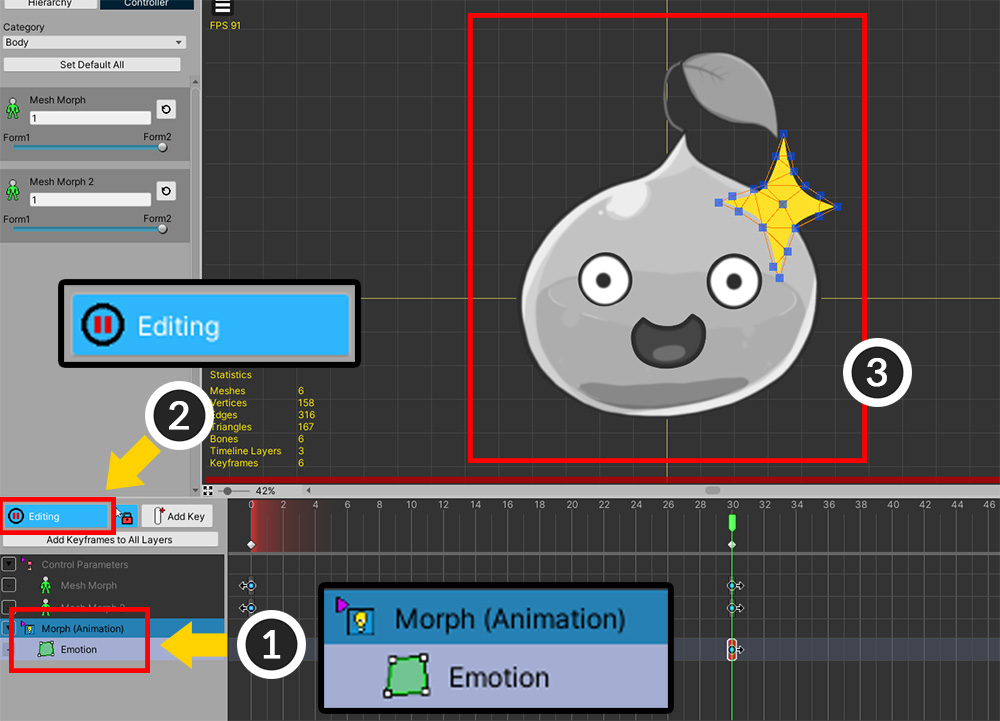 Hierarchy
Controller
FPS 91
Category
Body
Set Default All
Mesh Morph
1
Form1
Form2
Mesh Morph 2
1
Form1
Form2
Editing
Statistics
Meshes 6
Vertices 158
Edges 316
Triangles 167
Bones 6
Timeline Layers 3
Keyframes 6
2
3
42%
Editing
Add Key
Add Keyframes to All Layers
0 2 4 6 8 10 12 14 16 18 20 22 24 26 28 30 32 34 36 38 40 42 44 46
Control Parameters
Mesh Morph
Mesh Morph 2
Morph (Animation)
Emotion
1
Morph (Animation)
Emotion